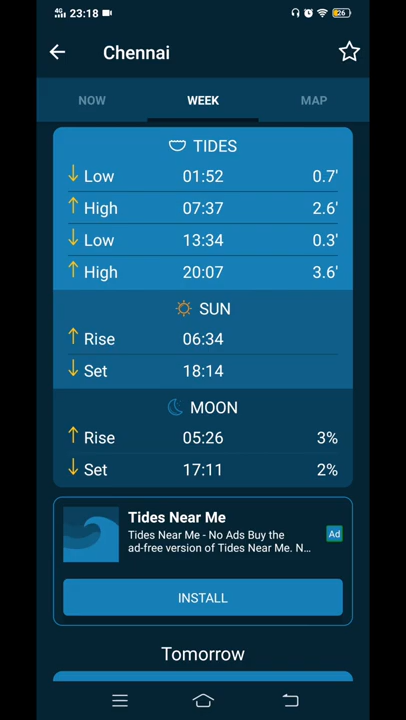 4G 23:18 26
Chennai
NOW WEEK MAP
TIDES
Low 01:52 0.7'
High 07:37 2.6'
Low 13:34 0.3'
High 20:07 3.6'
SUN
Rise 06:34
Set 18:14
MOON
Rise 05:26 3%
Set 17:11 2%
Tides Near Me
Tides Near Me - No Ads Buy the
ad-free version of Tides Near Me. N...
Ad
INSTALL
Tomorrow